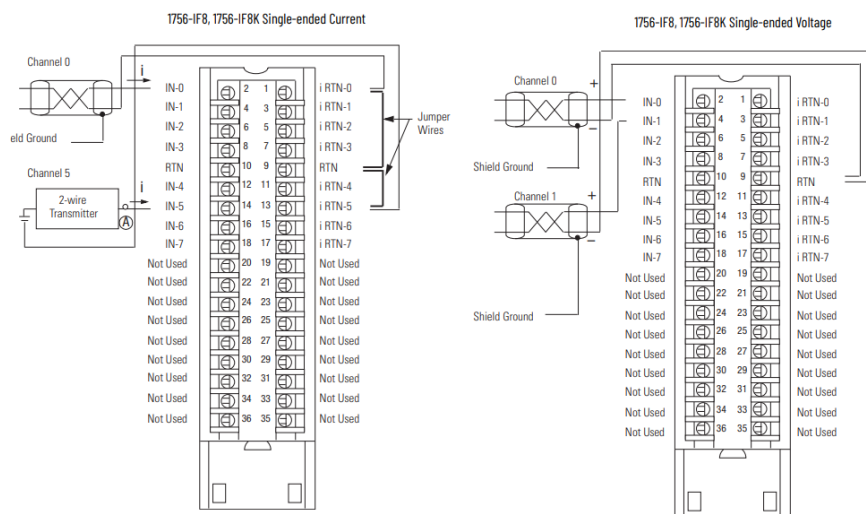 1756-IF8, 1756-IF8K Single-ended Current
Channel 0
i
eld Ground
Channel 5
2-wire
Transmitter
i
A
IN-0 2 1 i RTN-0
IN-1 4 3 i RTN-1
IN-2 6 5 i RTN-2
IN-3 8 7 i RTN-3
RTN 10 9 RTN
IN-4 12 11 i RTN-4
IN-5 14 13 i RTN-5
IN-6 16 15 i RTN-6
IN-7 18 17 i RTN-7
Not Used 20 19 Not Used
Not Used 22 21 Not Used
Not Used 24 23 Not Used
Not Used 26 25 Not Used
Not Used 28 27 Not Used
Not Used 30 29 Not Used
Not Used 32 31 Not Used
Not Used 34 33 Not Used
Not Used 36 35 Not Used
Jumper
Wires
1756-IF8, 1756-IF8K Single-ended Voltage
Channel 0
+
–
Shield Ground
Channel 1
+
–
Shield Ground
IN-0 2 1 i RTN-0
IN-1 4 3 i RTN-1
IN-2 6 5 i RTN-2
IN-3 8 7 i RTN-3
RTN 10 9 RTN
IN-4 12 11 i RTN-4
IN-5 14 13 i RTN-5
IN-6 16 15 i RTN-6
IN-7 18 17 i RTN-7
Not Used 20 19 Not Used
Not Used 22 21 Not Used
Not Used 24 23 Not Used
Not Used 26 25 Not Used
Not Used 28 27 Not Used
Not Used 30 29 Not Used
Not Used 32 31 Not Used
Not Used 34 33 Not Used
Not Used 36 35 Not Used